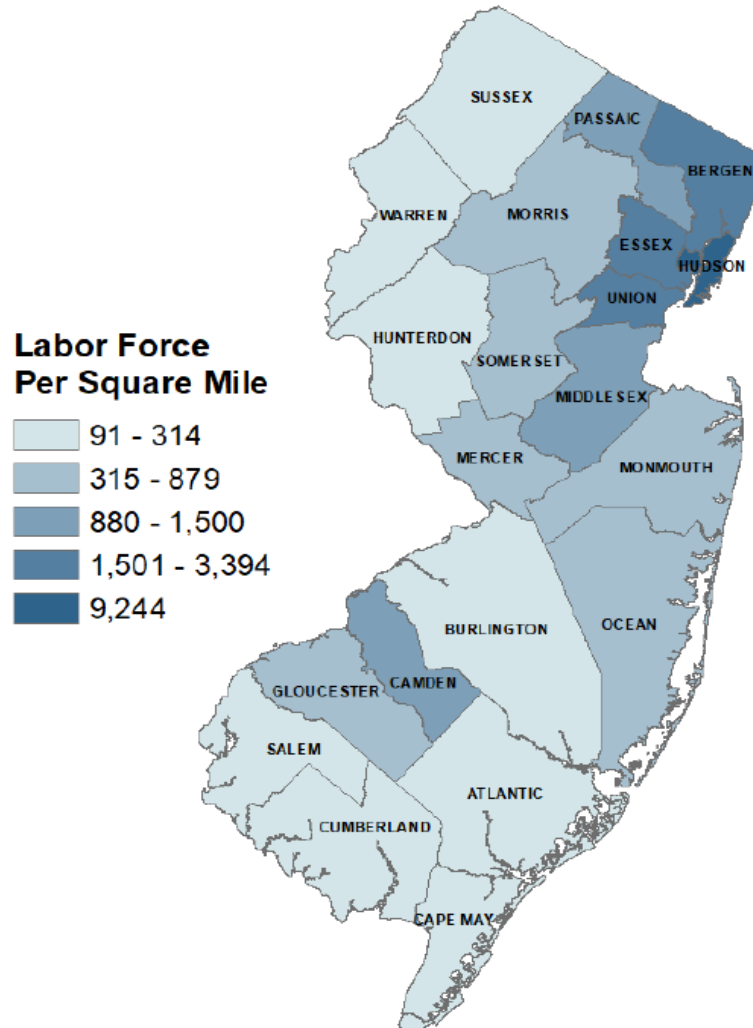 SUSSEX
PASSAIC
BERGEN
WARREN
MORRIS
ESSEX
HUDSON
UNION
HUNTERDON
SOMERSET
MIDDLESEX
MERCER
MONMOUTH
Labor Force
Per Square Mile
91 - 314
315 - 879
880 - 1,500
1,501 - 3,394
9,244
BURLINGTON
OCEAN
CAMDEN
GLOUCESTER
SALEM
ATLANTIC
CUMBERLAND
CAPE MAY